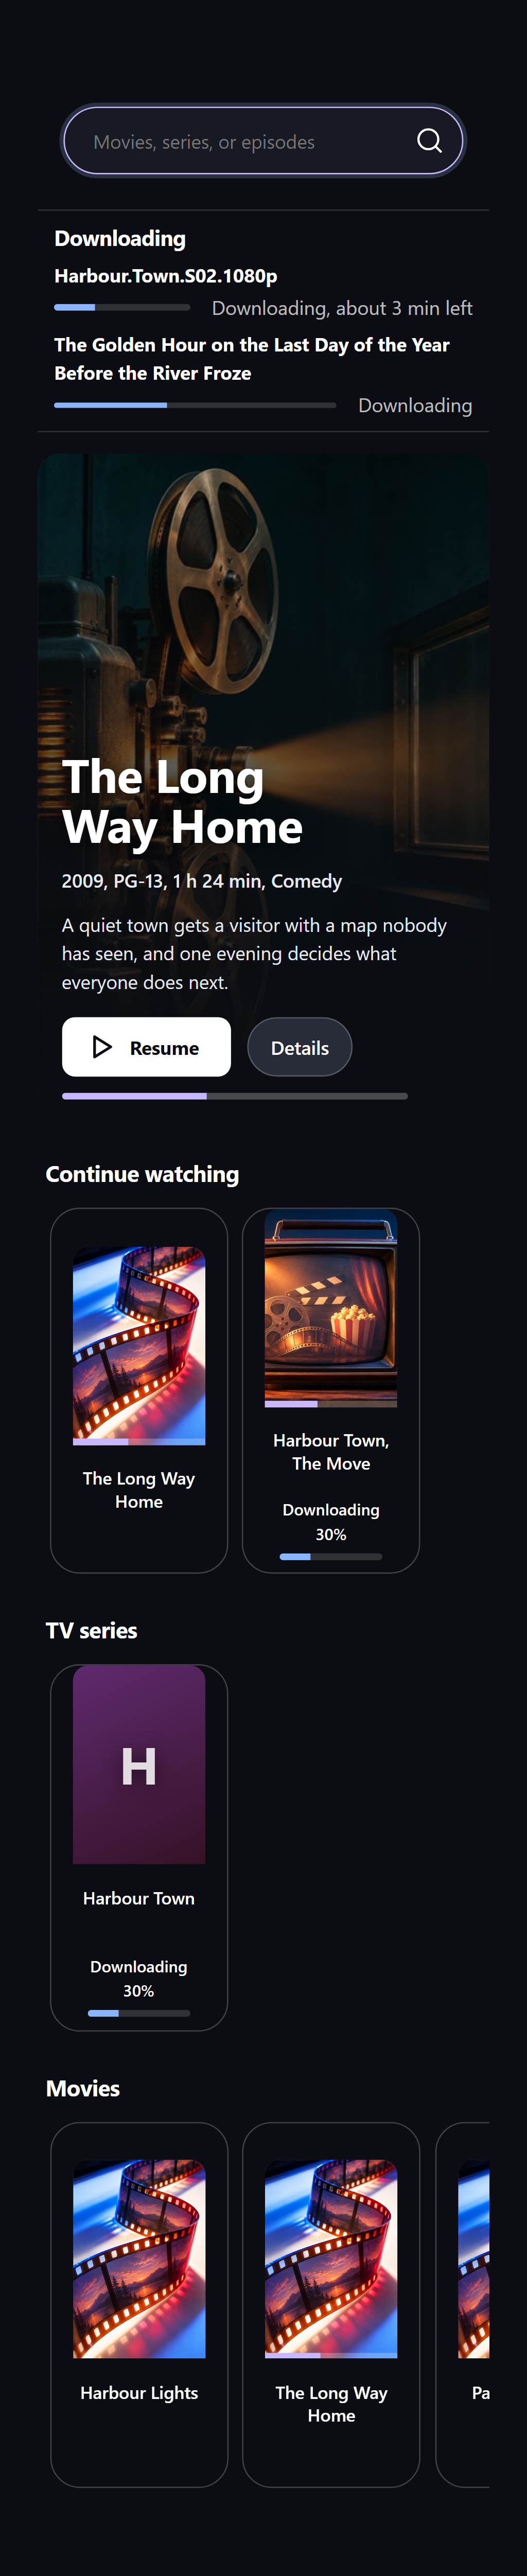 Movies, series, or episodes
Downloading
Harbour.Town.S02.1080p
Downloading, about 3 min left
The Golden Hour on the Last Day of the Year
Before the River Froze
Downloading
The Long
Way Home
2009, PG-13, 1 h 24 min, Comedy
A quiet town gets a visitor with a map nobody
has seen, and one evening decides what
everyone does next.
Resume
Details
Continue watching
The Long Way
Home
Harbour Town,
The Move
Downloading
30%
TV series
H
Harbour Town
Downloading
30%
Movies
Harbour Lights
The Long Way
Home
Pa